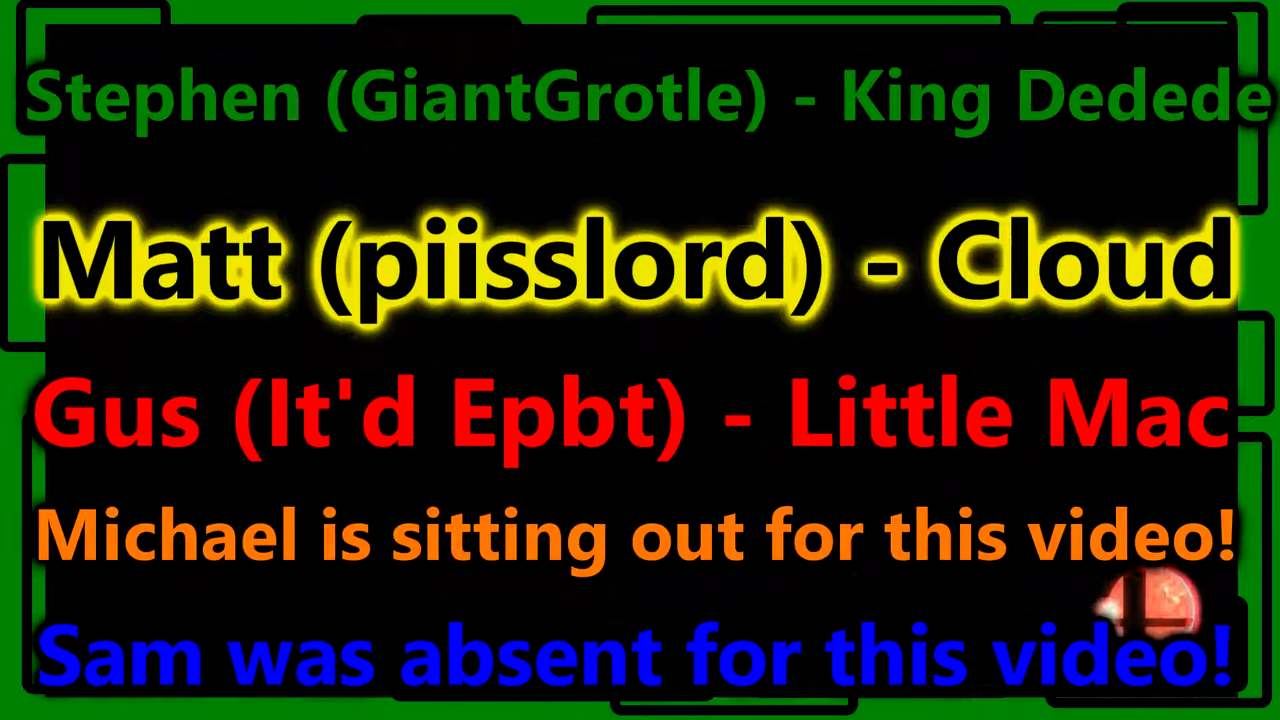 Stephen (GiantGrotle) - King Dedede
Matt (piisslord) - Cloud
Gus (It'd Epbt) - Little Mac
Michael is sitting out for this video!
Sam was absent for this video!